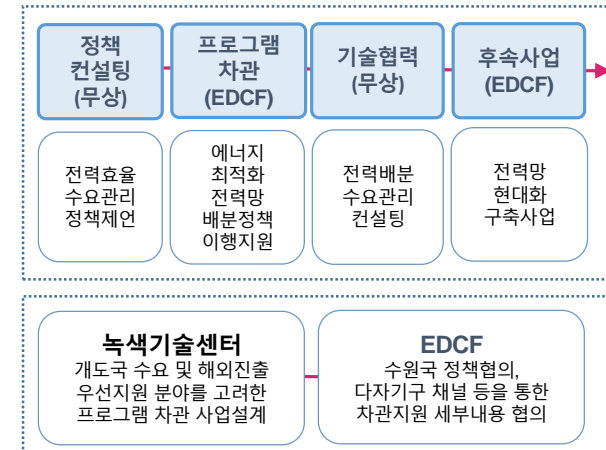 정책
컨설팅
(무상)
프로그램
차관
(EDCF)
기술협력
(무상)
후속사업
(EDCF)
전력효율
수요관리
정책제언
에너지
최적화
전력망
배분정책
이행지원
전력배분
수요관리
컨설팅
전력망
현대화
구축사업
녹색기술센터
개도국 수요 및 해외진출
우선지원 분야를 고려한
프로그램 차관 사업설계
EDCF
수원국 정책협의,
다자기구 채널 등을 통한
차관지원 세부내용 협의